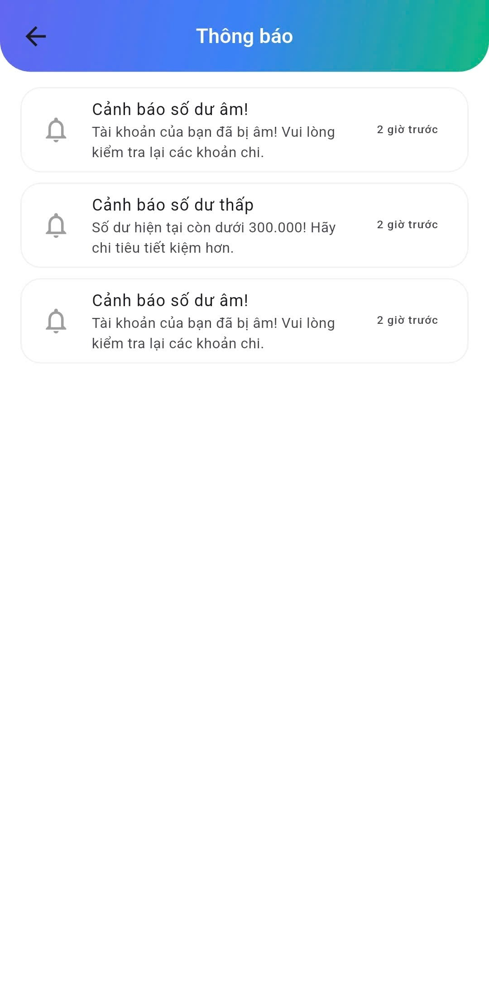 Thông báo
Cảnh báo số dư âm!
Tài khoản của bạn đã bị âm! Vui lòng
kiểm tra lại các khoản chi.
2 giờ trước
Cảnh báo số dư thấp
Số dư hiện tại còn dưới 300.000! Hãy
chi tiêu tiết kiệm hơn.
2 giờ trước
Cảnh báo số dư âm!
Tài khoản của bạn đã bị âm! Vui lòng
kiểm tra lại các khoản chi.
2 giờ trước